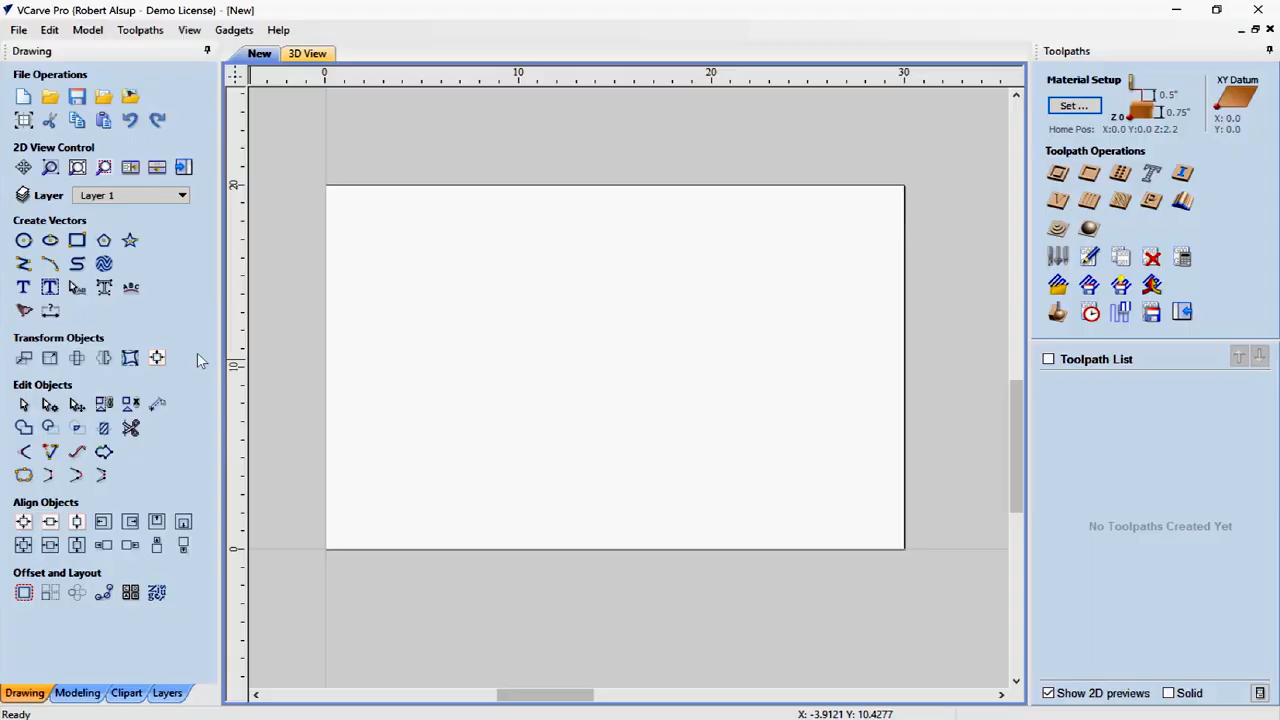 VCarve Pro (Robert Alsup - Demo License) - [New]
File Edit Model Toolpaths View Gadgets Help
Drawing
File Operations
2D View Control
Layer Layer 1
Create Vectors
Transform Objects
Edit Objects
Align Objects
Offset and Layout
Drawing Modeling Clipart Layers
Ready
New 3D View
0 10 20 30
20
10
0
X: -3.9121 Y: 10.4277
Toolpaths
Material Setup
Set ...
0.5"
Z 0
0.75"
XY Datum
X: 0.0
Y: 0.0
Home Pos: X:0.0 Y:0.0 Z:2.2
Toolpath Operations
Toolpath List
No Toolpaths Created Yet
Show 2D previews Solid